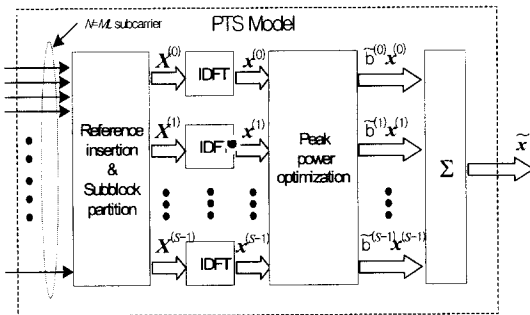 N=ML subcarrier
PTS Model
X^(0) IDFT x^(0) b̃^(0) x^(0)
X^(1) IDFT x^(1) b̃^(1) x^(1)
Reference
insertion
&
Subblock
partition
Peak
power
optimization
Σ
x̃
X^(s-1) IDFT x^(s-1) b̃^(s-1) x^(s-1)